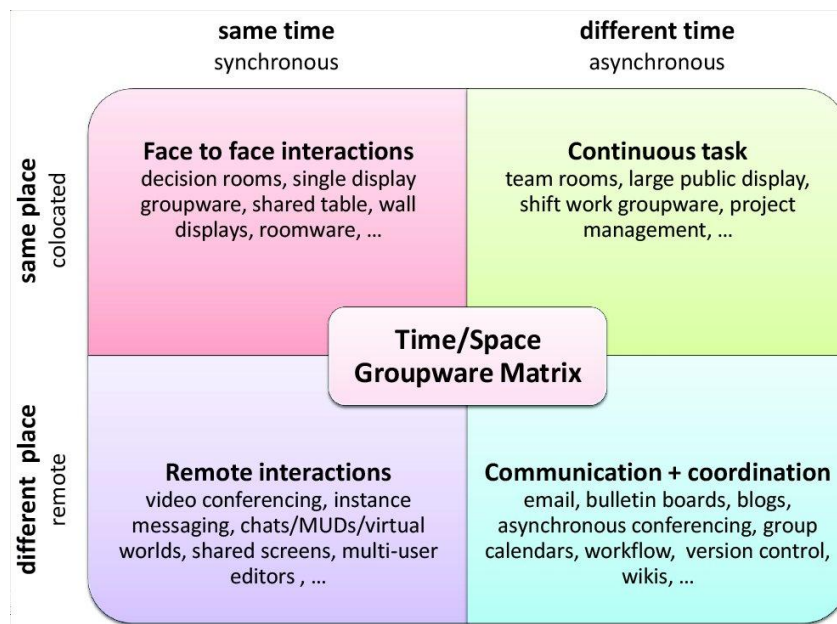 same time
synchronous
different time
asynchronous
same place
colocated
Face to face interactions
decision rooms, single display
groupware, shared table, wall
displays, roomware, ...
Continuous task
team rooms, large public display,
shift work groupware, project
management, ...
Time/Space
Groupware Matrix
different place
remote
Remote interactions
video conferencing, instance
messaging, chats/MUDs/virtual
worlds, shared screens, multi-user
editors , ...
Communication + coordination
email, bulletin boards, blogs,
asynchronous conferencing, group
calendars, workflow, version control,
wikis, ...